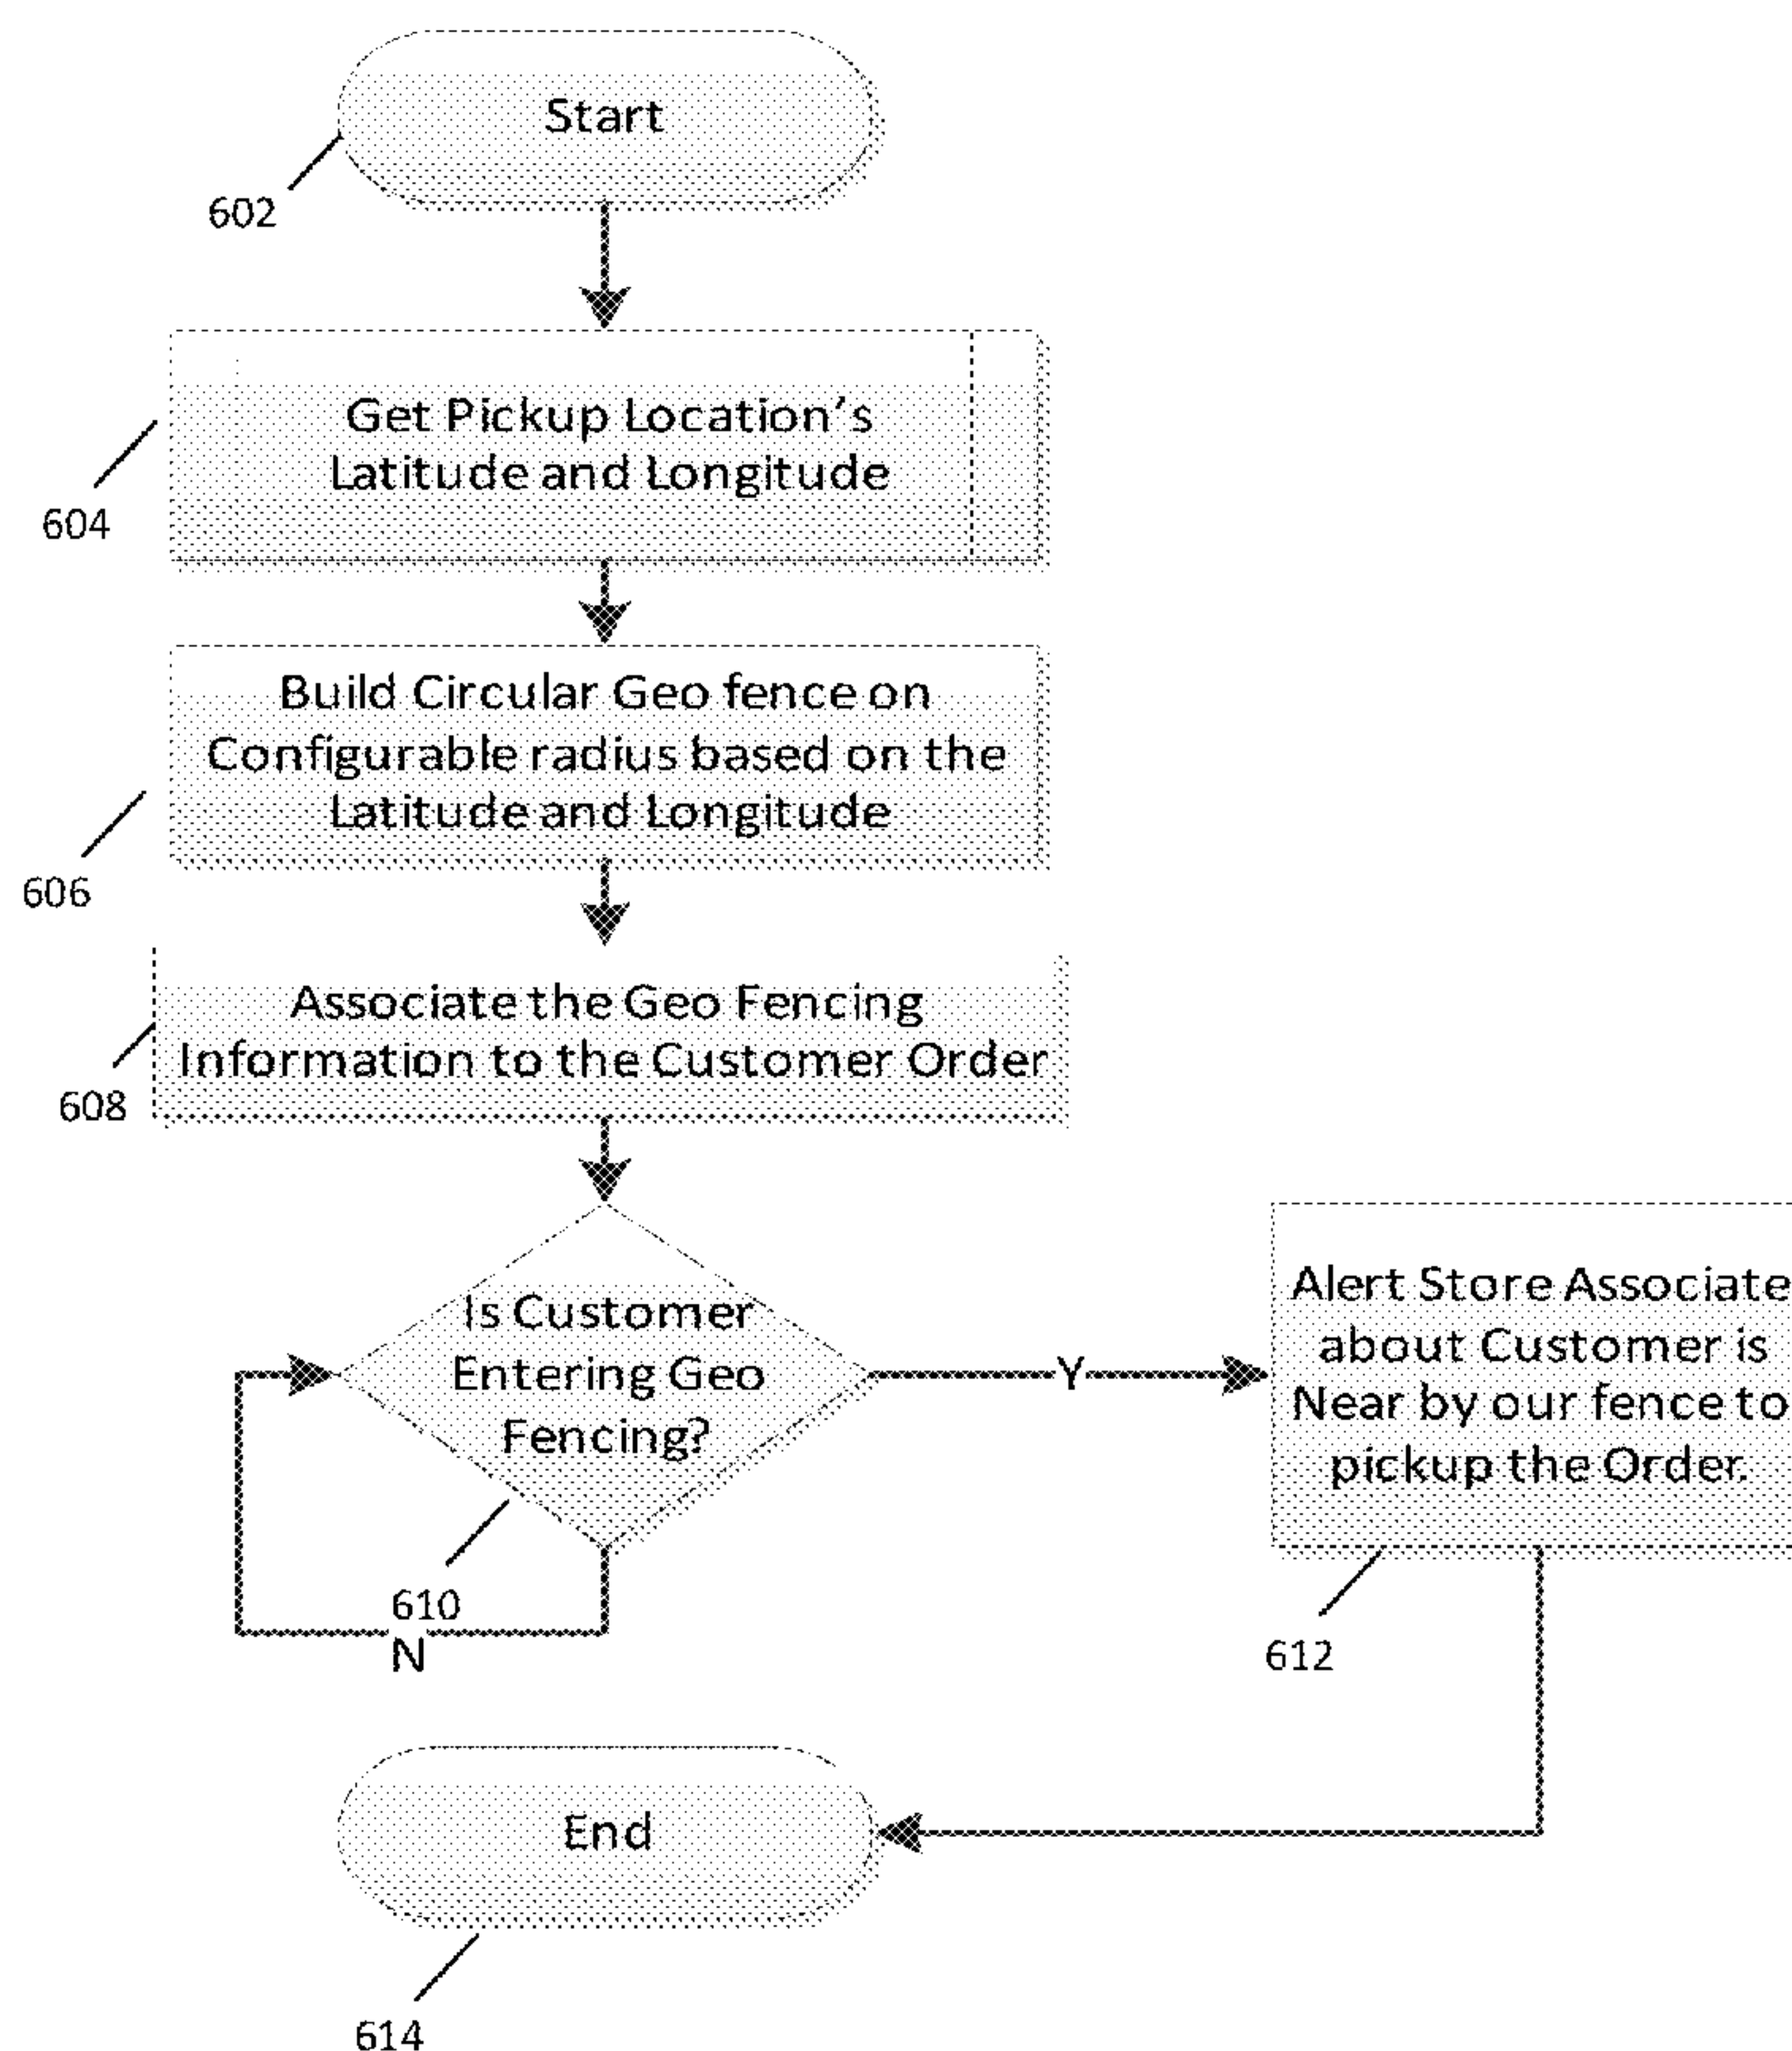 Start
602
Get Pickup Location's
Latitude and Longitude
604
Build Circular Geo fence on
Configurable radius based on the
Latitude and Longitude
606
Associate the Geo Fencing
Information to the Customer Order
608
Is Customer
Entering Geo
Fencing?
Y
Alert Store Associate
about Customer is
Near by our fence to
pickup the Order.
610
N
612
End
614